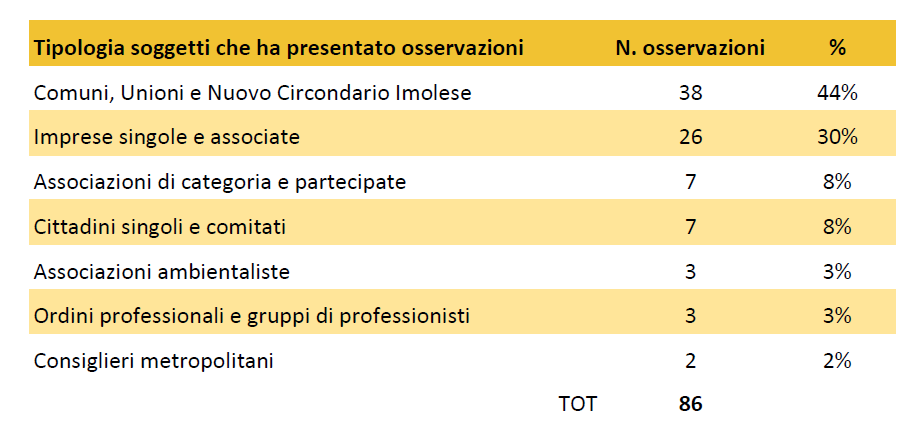 Tipologia soggetti che ha presentato osservazioni N. osservazioni %
Comuni, Unioni e Nuovo Circondario Imolese 38 44%
Imprese singole e associate 26 30%
Associazioni di categoria e partecipate 7 8%
Cittadini singoli e comitati 7 8%
Associazioni ambientaliste 3 3%
Ordini professionali e gruppi di professionisti 3 3%
Consiglieri metropolitani 2 2%
TOT 86